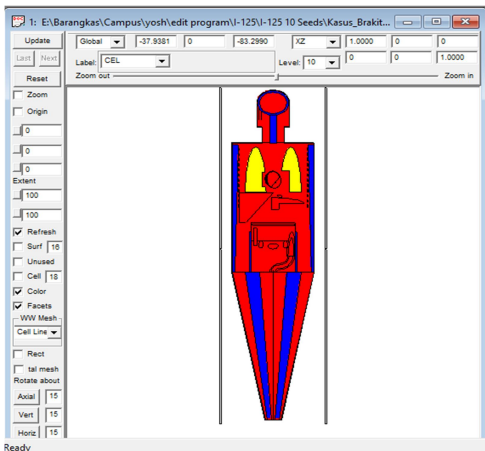 1: E:\Barangkas\Campus\yosh\edit program\I-125\I-125 10 Seeds\Kasus_Brakit...
Update Global -37.9381 0 -83.2990 XZ 1.0000 0 0
Last Next Label: CEL Level: 10 0 0 1.0000
Reset Zoom out Zoom in
Zoom
Origin
0
0
0
Extent
100
100
Refresh
Surf 16
Unused
Cell 18
Color
Facets
WW Mesh
Cell Line
Rect
tal mesh
Rotate about
Axial 15
Vert 15
Horiz 15
Ready